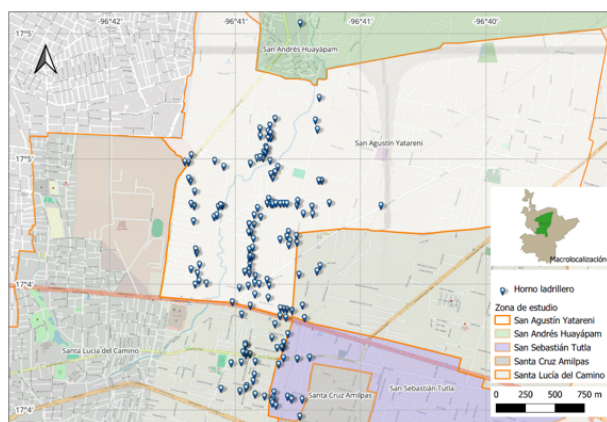 -96°42 -96°41 -96°41 -96°40
17°5
San Andrés Huayápam
San Agustín Yatareni
17°5
Macrolocalización
17°4
Horno ladrillero
Zona de estudio
San Agustín Yatareni
San Andrés Huayápam
San Sebastián Tutla
Santa Cruz Amilpas
Santa Lucía del Camino
Santa Lucía del Camino
San Sebastián Tutla
Santa Cruz Amilpas
17°4
0 250 500 750 m